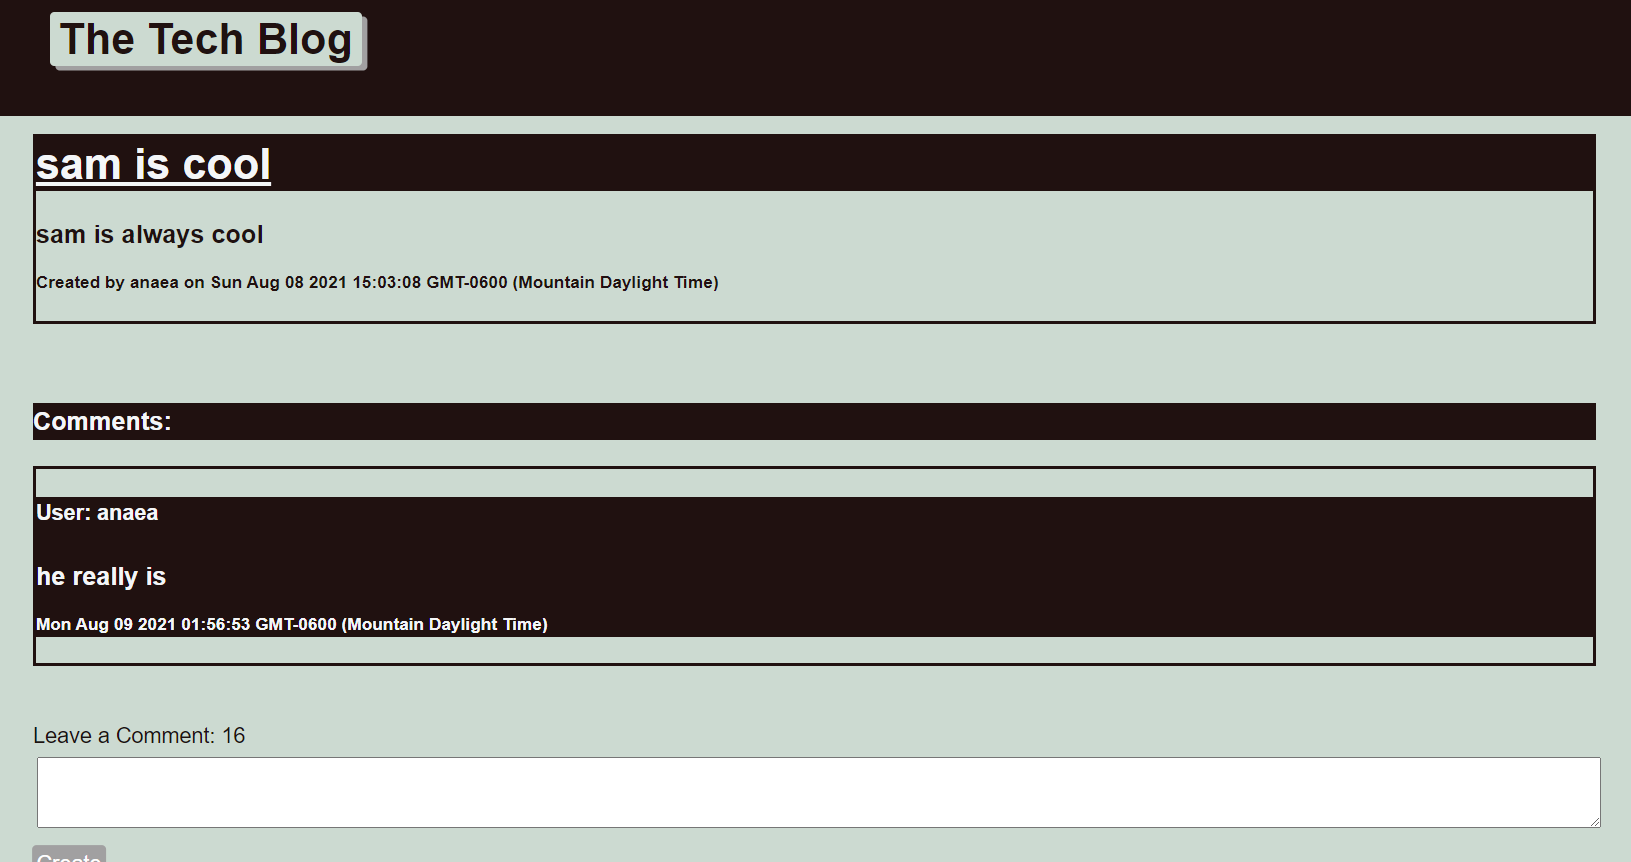 The Tech Blog
sam is cool
sam is always cool
Created by anaea on Sun Aug 08 2021 15:03:08 GMT-0600 (Mountain Daylight Time)
Comments:
User: anaea
he really is
Mon Aug 09 2021 01:56:53 GMT-0600 (Mountain Daylight Time)
Leave a Comment: 16
Create